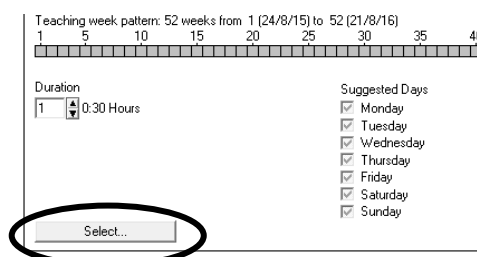 Teaching week pattern: 52 weeks from 1 (24/8/15) to 52 (21/8/16)
1 5 10 15 20 25 30 35 40
Duration
1 0:30 Hours
Suggested Days
Monday
Tuesday
Wednesday
Thursday
Friday
Saturday
Sunday
Select...